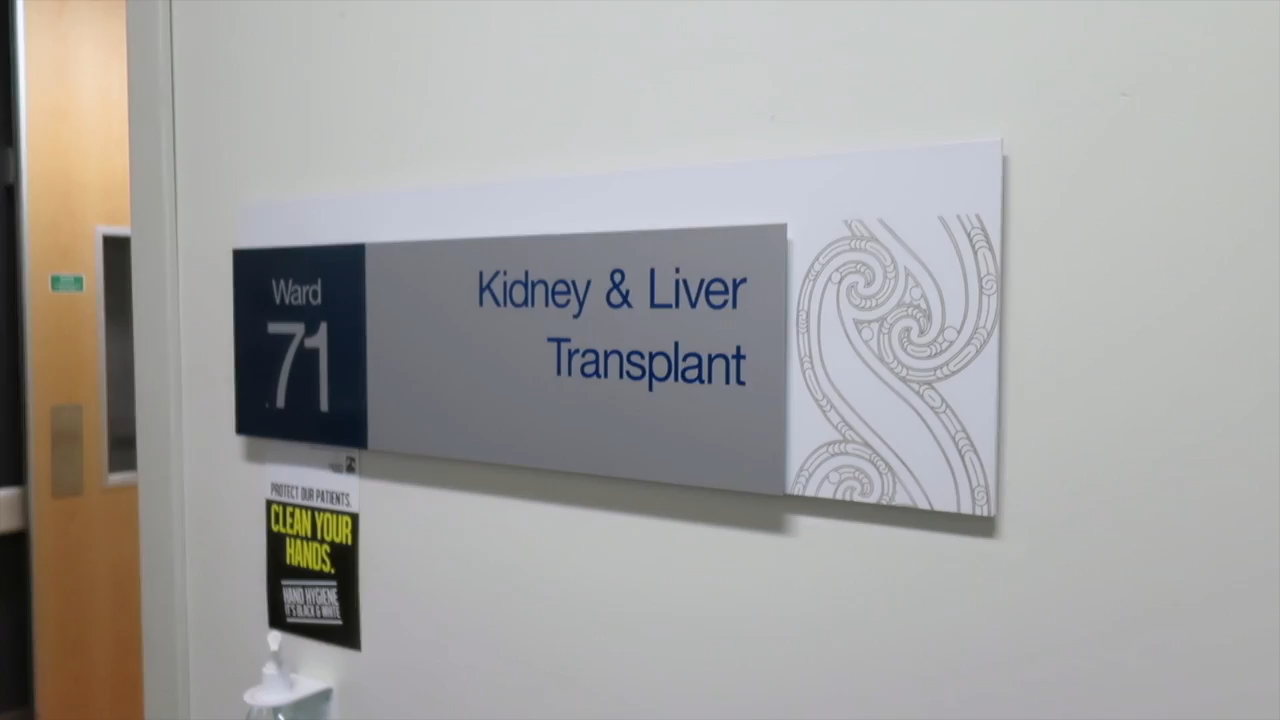 Ward
71
Kidney & Liver
Transplant
PROTECT OUR PATIENTS.
CLEAN YOUR
HANDS.
HAND HYGIENE
IT'S BLACK & WHITE